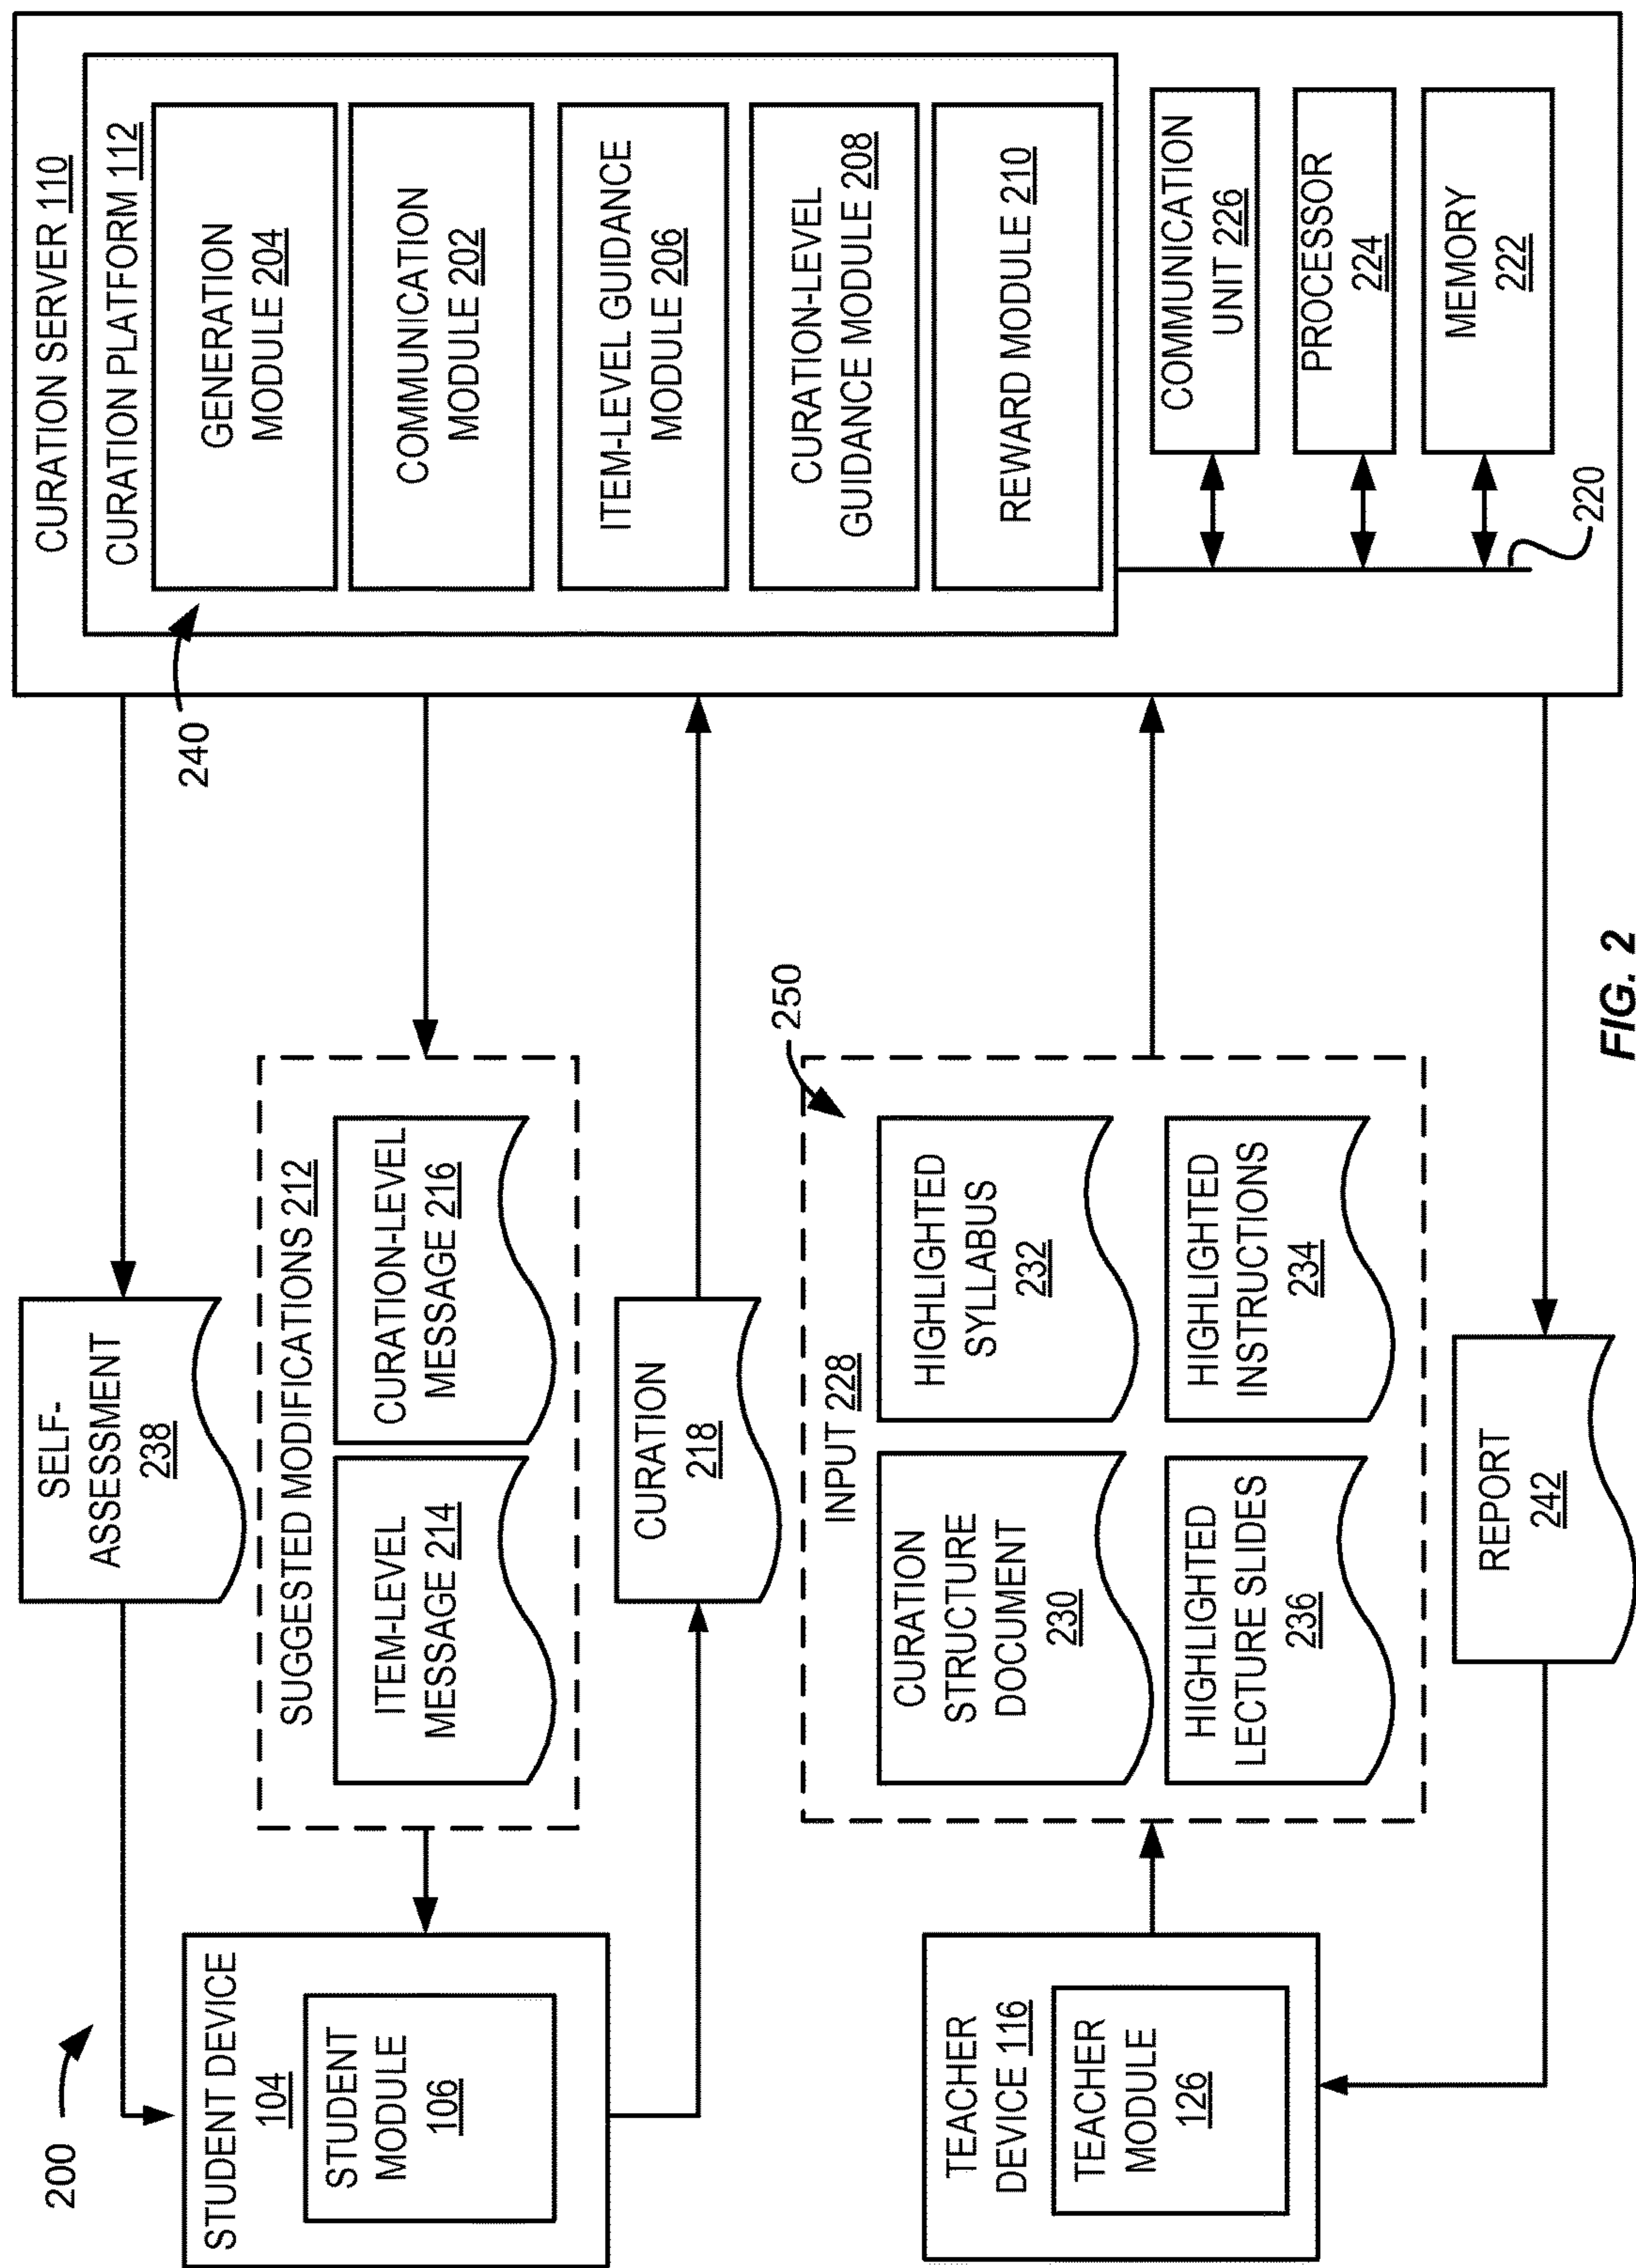 200
STUDENT DEVICE
104
STUDENT
MODULE
106
TEACHER
DEVICE 116
TEACHER
MODULE
126
SELF-
ASSESSMENT
238
SUGGESTED MODIFICATIONS 212
ITEM-LEVEL
MESSAGE 214
CURATION-LEVEL
MESSAGE 216
CURATION
218
250
INPUT 228
CURATION
STRUCTURE
DOCUMENT
230
HIGHLIGHTED
SYLLABUS
232
HIGHLIGHTED
LECTURE SLIDES
236
HIGHLIGHTED
INSTRUCTIONS
234
REPORT
242
240
CURATION SERVER 110
CURATION PLATFORM 112
GENERATION
MODULE 204
COMMUNICATION
MODULE 202
ITEM-LEVEL GUIDANCE
MODULE 206
CURATION-LEVEL
GUIDANCE MODULE 208
REWARD MODULE 210
COMMUNICATION
UNIT 226
PROCESSOR
224
MEMORY
222
220
FIG. 2